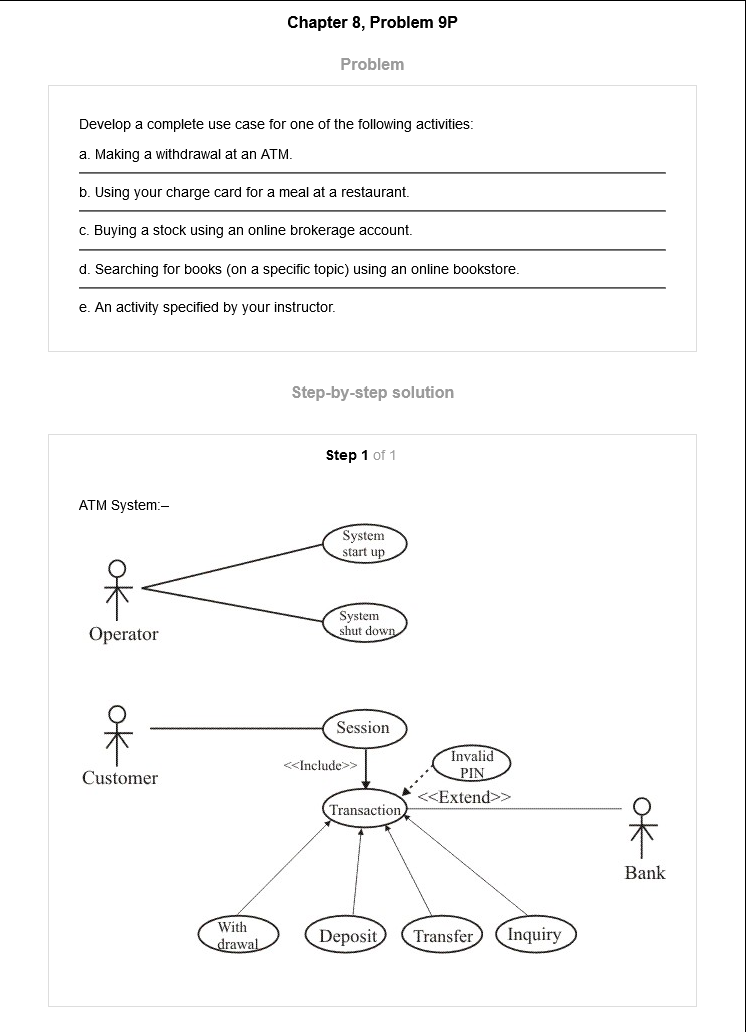 Chapter 8, Problem 9P
Problem
Develop a complete use case for one of the following activities:
a. Making a withdrawal at an ATM.
b. Using your charge card for a meal at a restaurant.
c. Buying a stock using an online brokerage account.
d. Searching for books (on a specific topic) using an online bookstore.
e. An activity specified by your instructor.
Step-by-step solution
Step 1 of 1
ATM System:–
System
start up
Operator
System
shut down
Session
Customer
<<Include>>
Invalid
PIN
<<Extend>>
Transaction
Bank
With
drawal
Deposit
Transfer
Inquiry